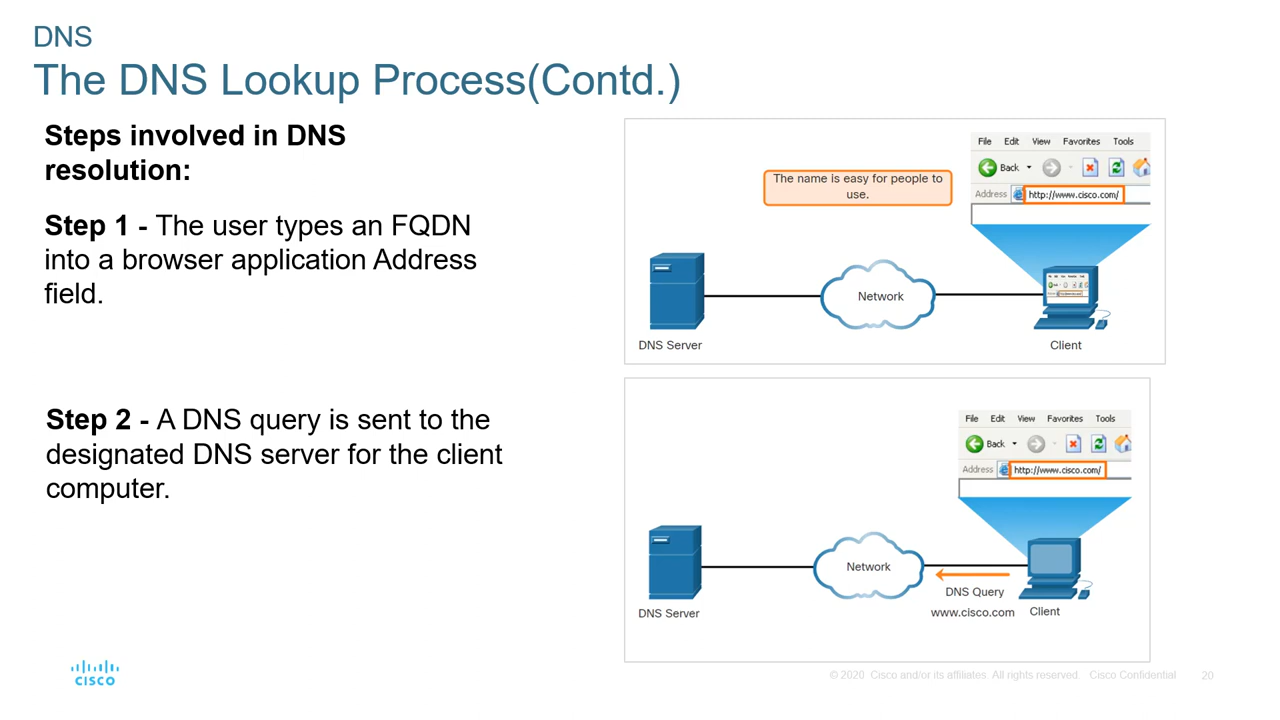 DNS
The DNS Lookup Process(Contd.)
Steps involved in DNS
resolution:
Step 1 - The user types an FQDN
into a browser application Address
field.
The name is easy for people to
use.
File Edit View Favorites Tools
Back
Address http://www.cisco.com/
Network
DNS Server
Client
Step 2 - A DNS query is sent to the
designated DNS server for the client
computer.
File Edit View Favorites Tools
Back
Address http://www.cisco.com/
Network
DNS Query
www.cisco.com
DNS Server
Client
CISCO
© 2020 Cisco and/or its affiliates. All rights reserved. Cisco Confidential
20